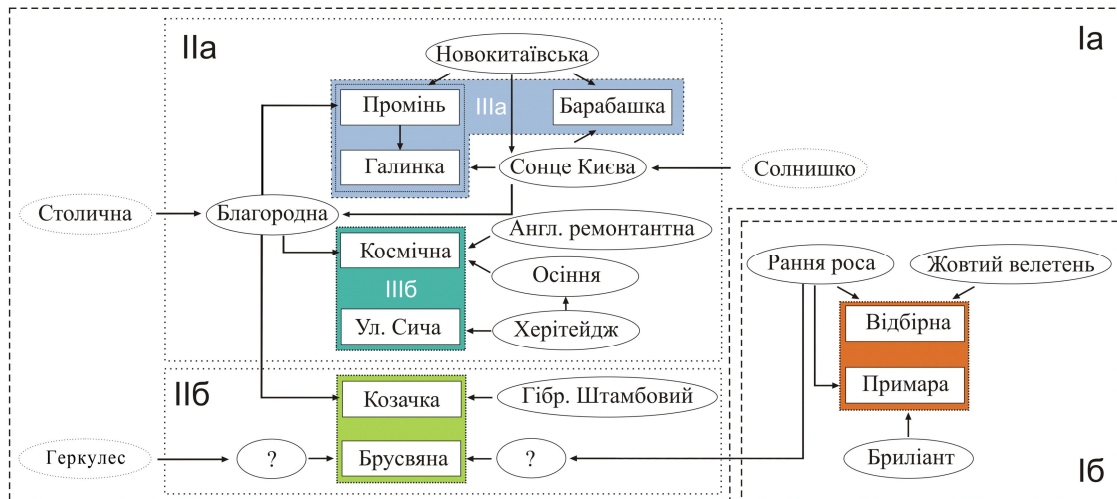 IIa
Iа
Новокитаївська
Промінь
IIIa
Барабашка
Галинка
Сонце Києва
Солнишко
Столична
Благородна
Англ. ремонтантна
Космічна
Осіння
IIIб
Ул. Сича
Херітейдж
Рання роса
Жовтий велетень
Відбірна
Примара
IIб
Козачка
Гібр. Штамбовий
Геркулес
?
Брусвяна
?
Бриліант
Iб